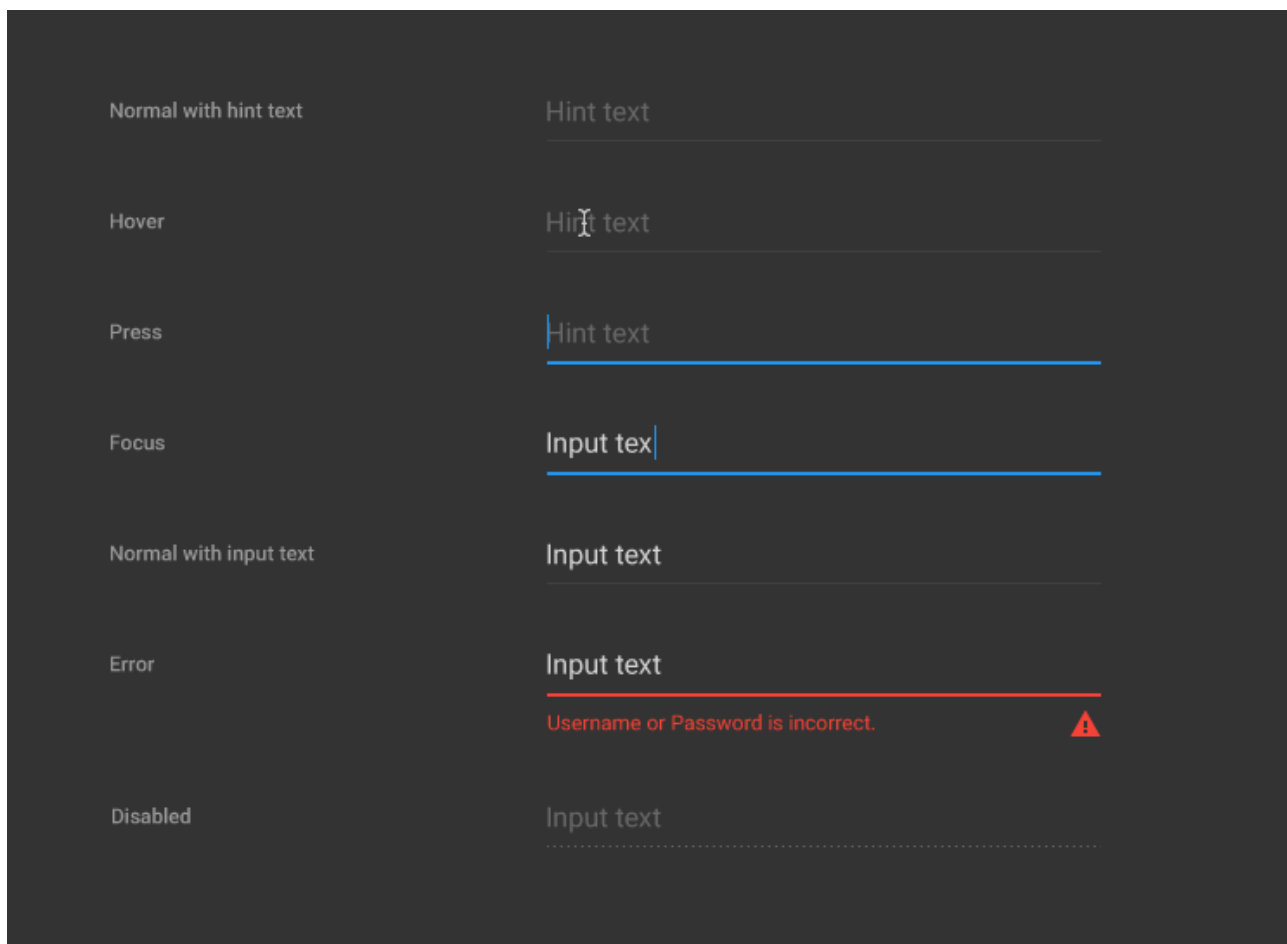 Normal with hint text
Hint text
Hover
Hint text
Press
Hint text
Focus
Input tex
Normal with input text
Input text
Error
Input text
Username or Password is incorrect.
Disabled
Input text